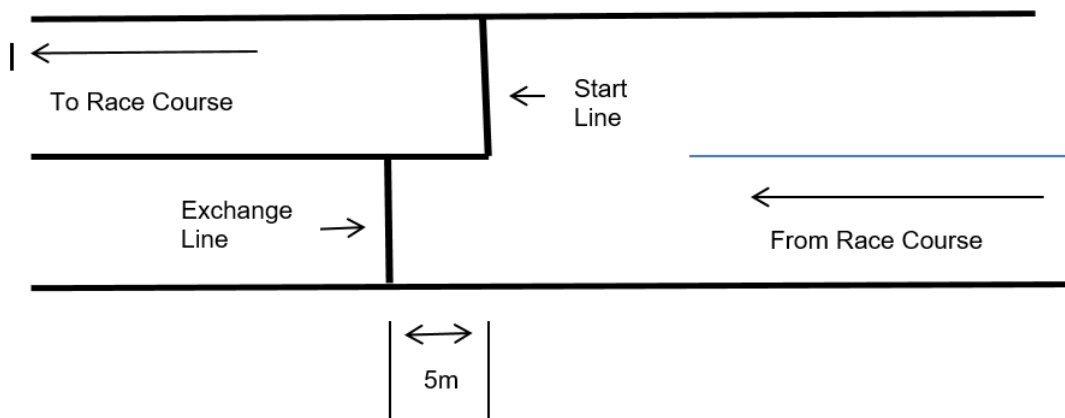 To Race Course
Start
Line
Exchange
Line
From Race Course
5m